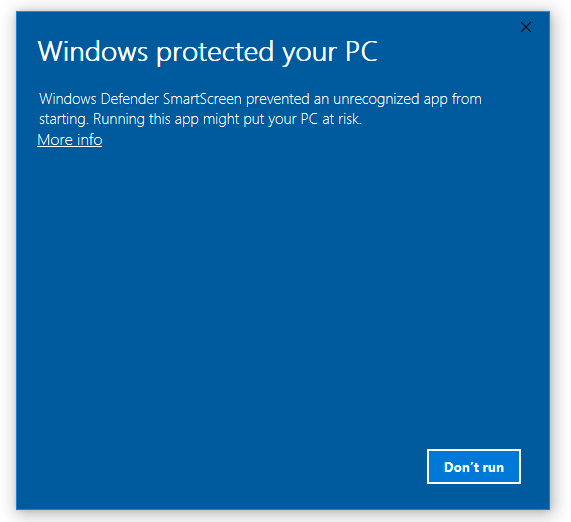 Windows protected your PC
Windows Defender SmartScreen prevented an unrecognized app from
starting. Running this app might put your PC at risk.
More info
Don’t run